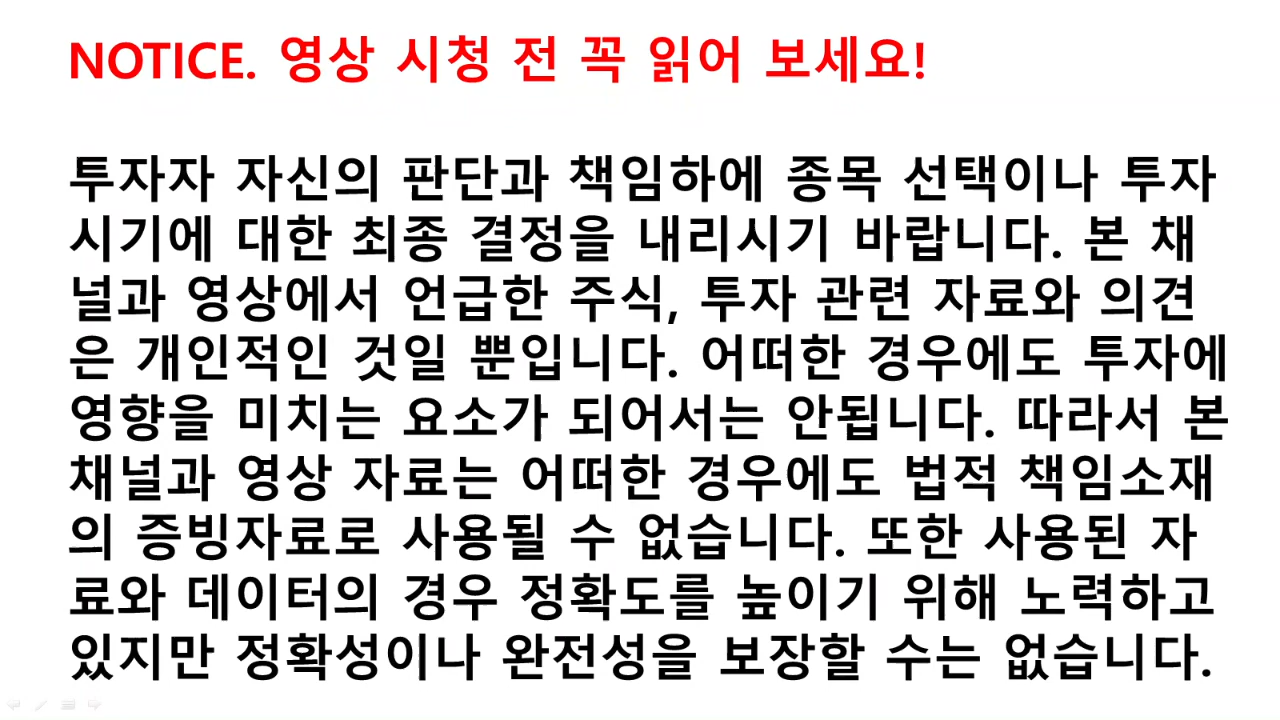 NOTICE. 영상 시청 전 꼭 읽어 보세요!
투자자 자신의 판단과 책임하에 종목 선택이나 투자
시기에 대한 최종 결정을 내리시기 바랍니다. 본 채
널과 영상에서 언급한 주식, 투자 관련 자료와 의견
은 개인적인 것일 뿐입니다. 어떠한 경우에도 투자에
영향을 미치는 요소가 되어서는 안됩니다. 따라서 본
채널과 영상 자료는 어떠한 경우에도 법적 책임소재
의 증빙자료로 사용될 수 없습니다. 또한 사용된 자
료와 데이터의 경우 정확도를 높이기 위해 노력하고
있지만 정확성이나 완전성을 보장할 수는 없습니다.